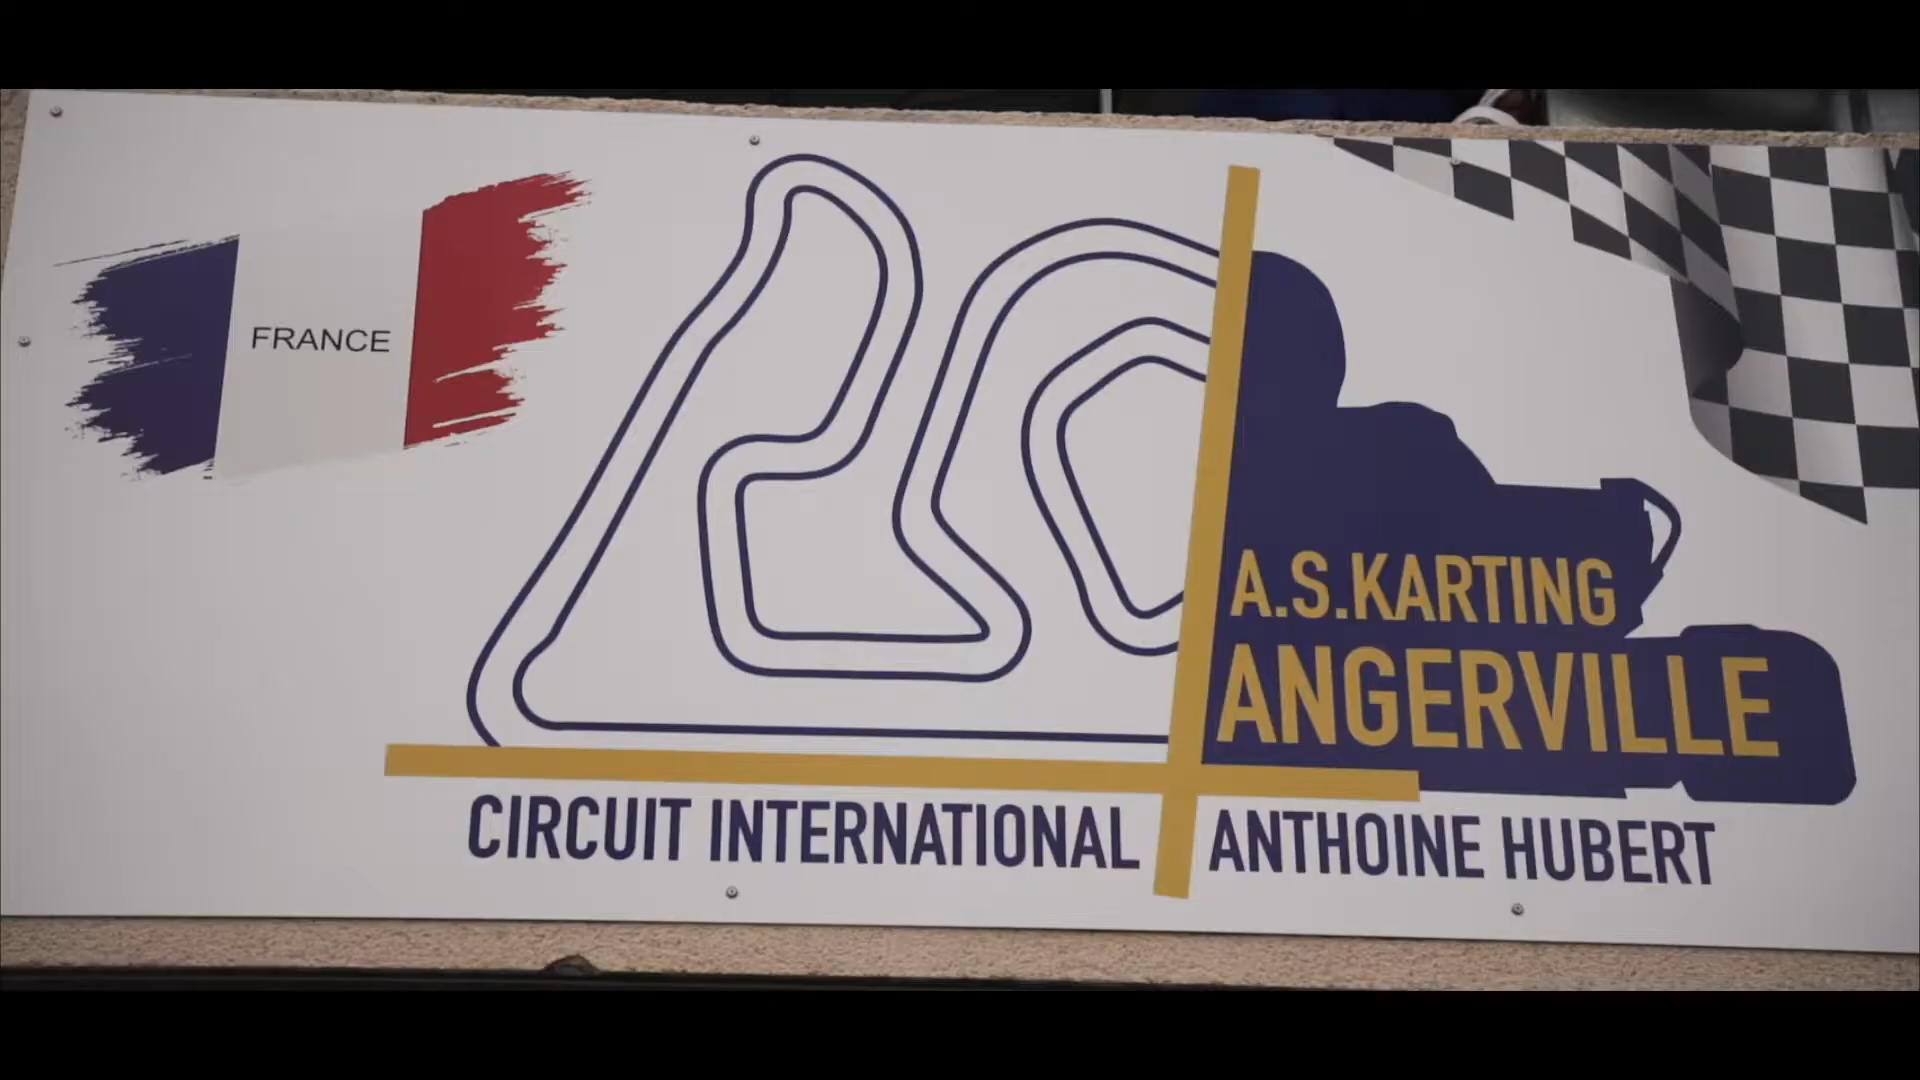 FRANCE
A.S.KARTING
ANGERVILLE
CIRCUIT INTERNATIONAL ANTHOINE HUBERT